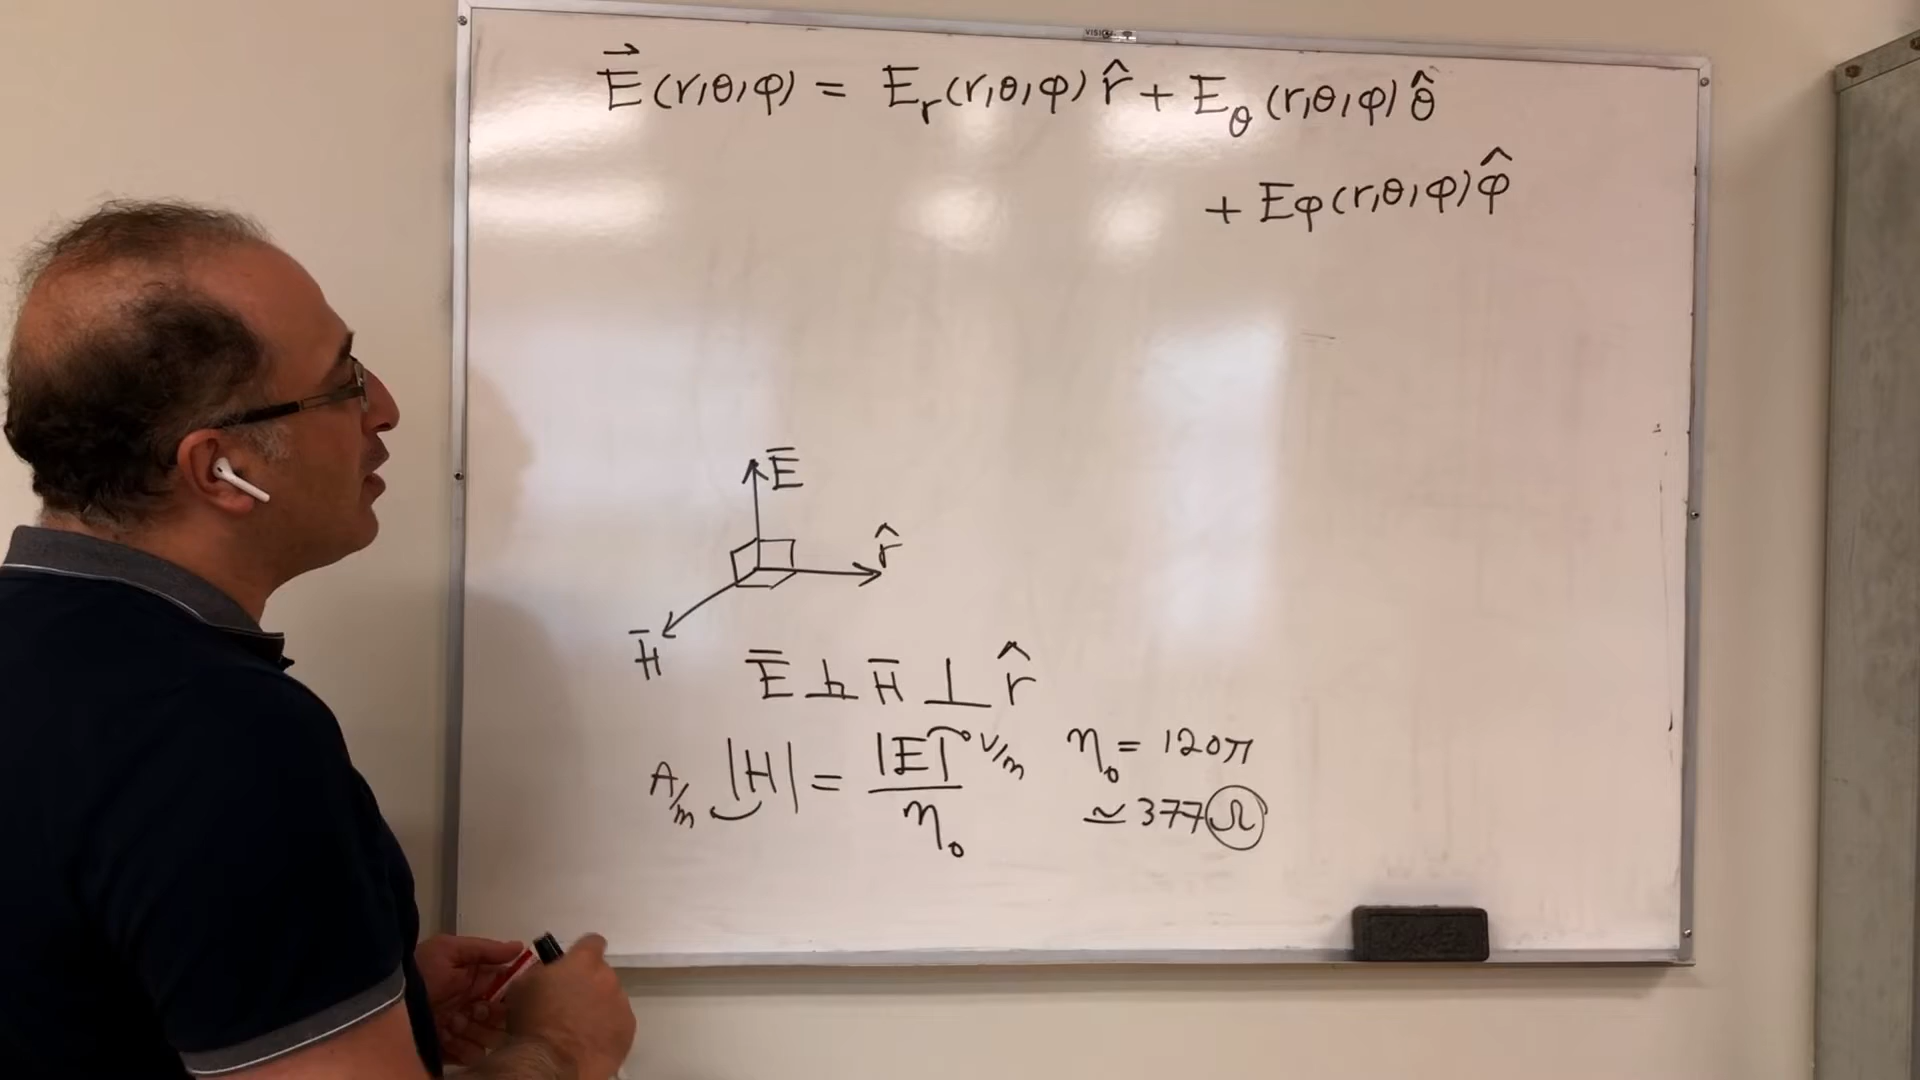 E⃗(r,θ,φ) = E_r(r,θ,φ) r̂ + E_θ(r,θ,φ) θ̂
+ E_φ(r,θ,φ) φ̂
Ē
r̂
H̄
Ē ⊥ H̄ ⊥ r̂
A/m |H| = |E| V/m / η₀
η₀ = 120π
≃ 377 Ω